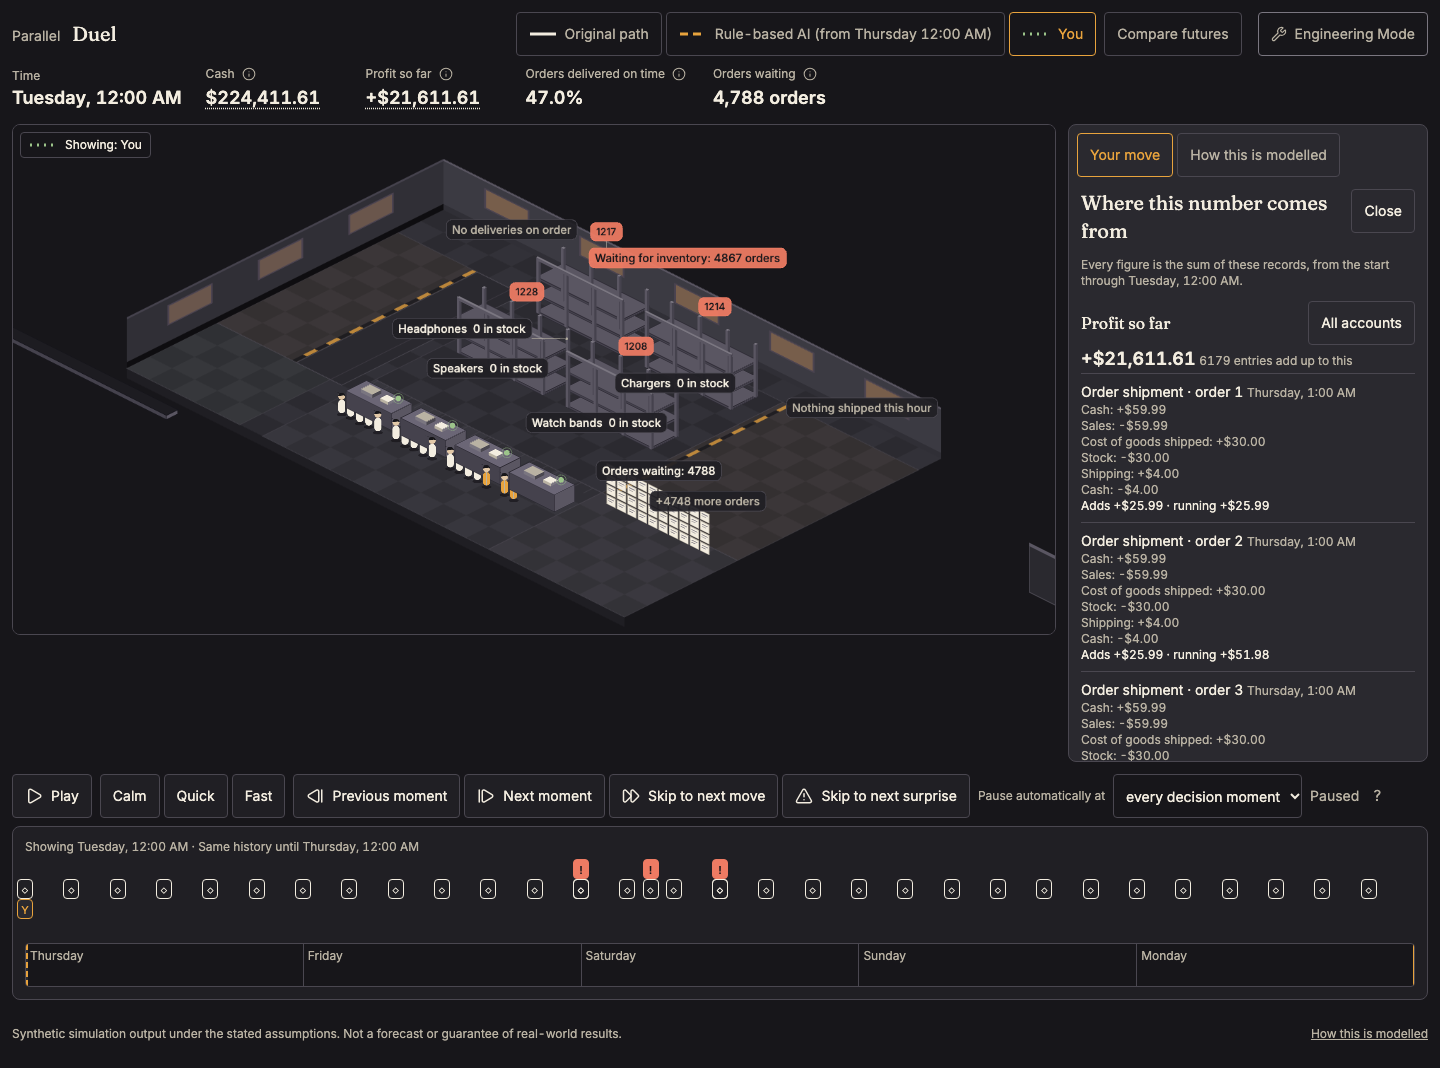 Parallel Duel
Original path
Rule-based AI (from Thursday 12:00 AM)
You
Compare futures
Engineering Mode
Time
Tuesday, 12:00 AM
Cash
$224,411.61
Profit so far
+$21,611.61
Orders delivered on time
47.0%
Orders waiting
4,788 orders
Showing: You
No deliveries on order
1217
Waiting for inventory: 4867 orders
1228
1214
Headphones 0 in stock
1208
Speakers 0 in stock
Chargers 0 in stock
Nothing shipped this hour
Watch bands 0 in stock
Orders waiting: 4788
+4748 more orders
Your move
How this is modelled
Where this number comes
from
Close
Every figure is the sum of these records, from the start
through Tuesday, 12:00 AM.
Profit so far
All accounts
+$21,611.61 6179 entries add up to this
Order shipment · order 1 Thursday, 1:00 AM
Cash: +$59.99
Sales: -$59.99
Cost of goods shipped: +$30.00
Stock: -$30.00
Shipping: +$4.00
Cash: -$4.00
Adds +$25.99 · running +$25.99
Order shipment · order 2 Thursday, 1:00 AM
Cash: +$59.99
Sales: -$59.99
Cost of goods shipped: +$30.00
Stock: -$30.00
Shipping: +$4.00
Cash: -$4.00
Adds +$25.99 · running +$51.98
Order shipment · order 3 Thursday, 1:00 AM
Cash: +$59.99
Sales: -$59.99
Cost of goods shipped: +$30.00
Stock: -$30.00
Play
Calm
Quick
Fast
Previous moment
Next moment
Skip to next move
Skip to next surprise
Pause automatically at
every decision moment
Paused
?
Showing Tuesday, 12:00 AM · Same history until Thursday, 12:00 AM
! ! !
Y
Thursday
Friday
Saturday
Sunday
Monday
Synthetic simulation output under the stated assumptions. Not a forecast or guarantee of real-world results.
How this is modelled